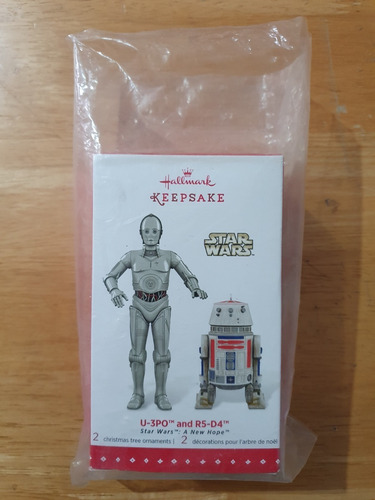 Hallmark
KEEPSAKE
STAR
WARS™
U-3PO™ and R5-D4™
Star Wars™: A New Hope™
2 christmas tree ornaments | 2 décorations pour l'arbre de noël